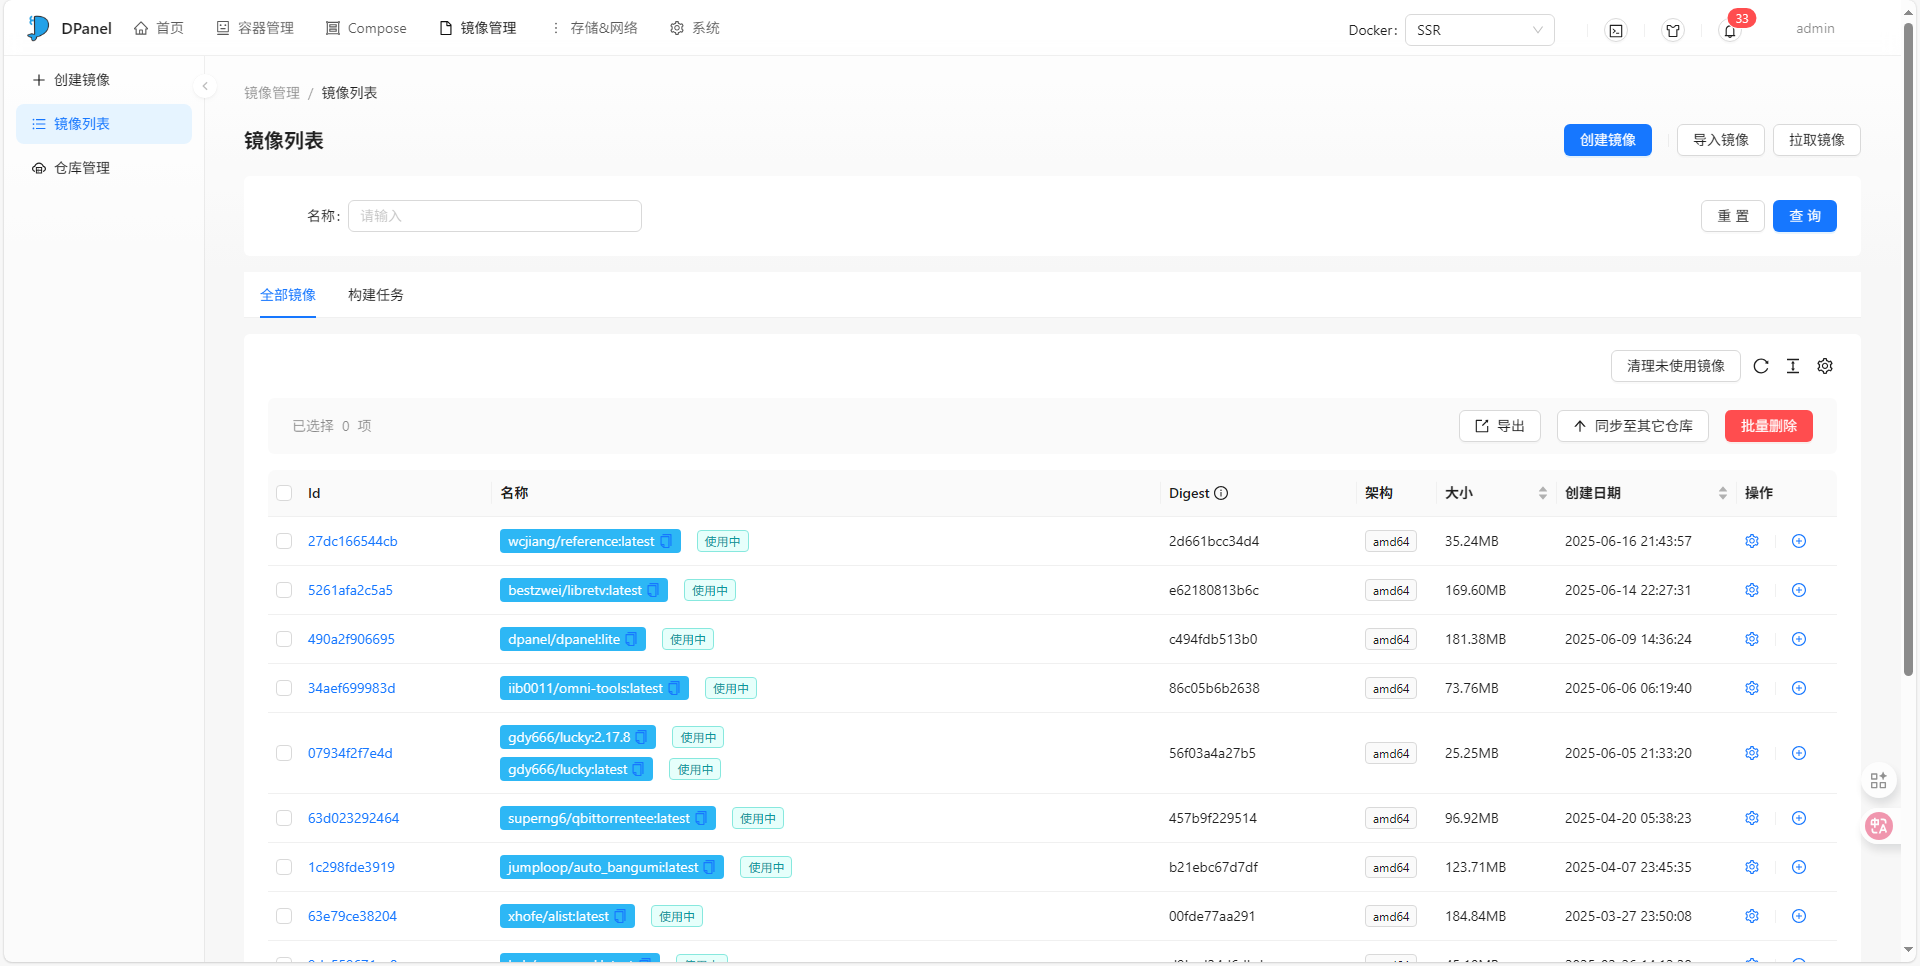 DPanel 首页 容器管理 Compose 镜像管理 存储&网络 系统 Docker: SSR 33 admin
创建镜像
镜像列表
仓库管理
镜像管理 / 镜像列表
镜像列表 创建镜像 导入镜像 拉取镜像
名称: 请输入 重 置 查 询
全部镜像 构建任务
清理未使用镜像
已选择 0 项 导出 同步至其它仓库 批量删除
Id 名称 Digest 架构 大小 创建日期 操作
27dc166544cb wcjiang/reference:latest 使用中 2d661bcc34d4 amd64 35.24MB 2025-06-16 21:43:57
5261afa2c5a5 bestzwei/libretv:latest 使用中 e62180813b6c amd64 169.60MB 2025-06-14 22:27:31
490a2f906695 dpanel/dpanel:lite 使用中 c494fdb513b0 amd64 181.38MB 2025-06-09 14:36:24
34aef699983d iib0011/omni-tools:latest 使用中 86c05b6b2638 amd64 73.76MB 2025-06-06 06:19:40
gdy666/lucky:2.17.8 使用中
07934f2f7e4d 56f03a4a27b5 amd64 25.25MB 2025-06-05 21:33:20
gdy666/lucky:latest 使用中
63d023292464 superng6/qbittorrentee:latest 使用中 457b9f229514 amd64 96.92MB 2025-04-20 05:38:23
1c298fde3919 jumploop/auto_bangumi:latest 使用中 b21ebc67d7df amd64 123.71MB 2025-04-07 23:45:35
63e79ce38204 xhofe/alist:latest 使用中 00fde77aa291 amd64 184.84MB 2025-03-27 23:50:08